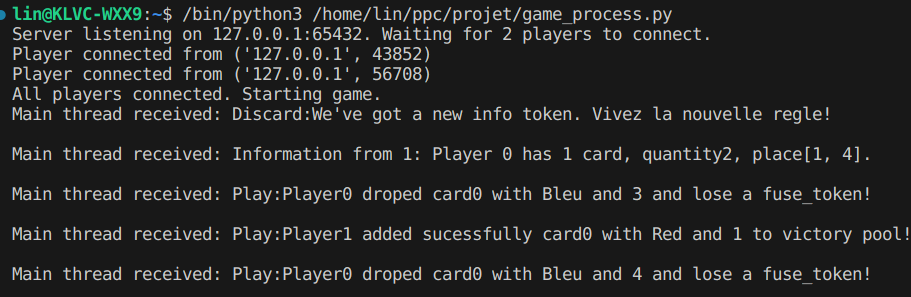 lin@KLVC-WXX9:~$ /bin/python3 /home/lin/ppc/projet/game_process.py
Server listening on 127.0.0.1:65432. Waiting for 2 players to connect.
Player connected from ('127.0.0.1', 43852)
Player connected from ('127.0.0.1', 56708)
All players connected. Starting game.
Main thread received: Discard:We've got a new info token. Vivez la nouvelle regle!
Main thread received: Information from 1: Player 0 has 1 card, quantity2, place[1, 4].
Main thread received: Play:Player0 droped card0 with Bleu and 3 and lose a fuse_token!
Main thread received: Play:Player1 added sucessfully card0 with Red and 1 to victory pool!
Main thread received: Play:Player0 droped card0 with Bleu and 4 and lose a fuse_token!